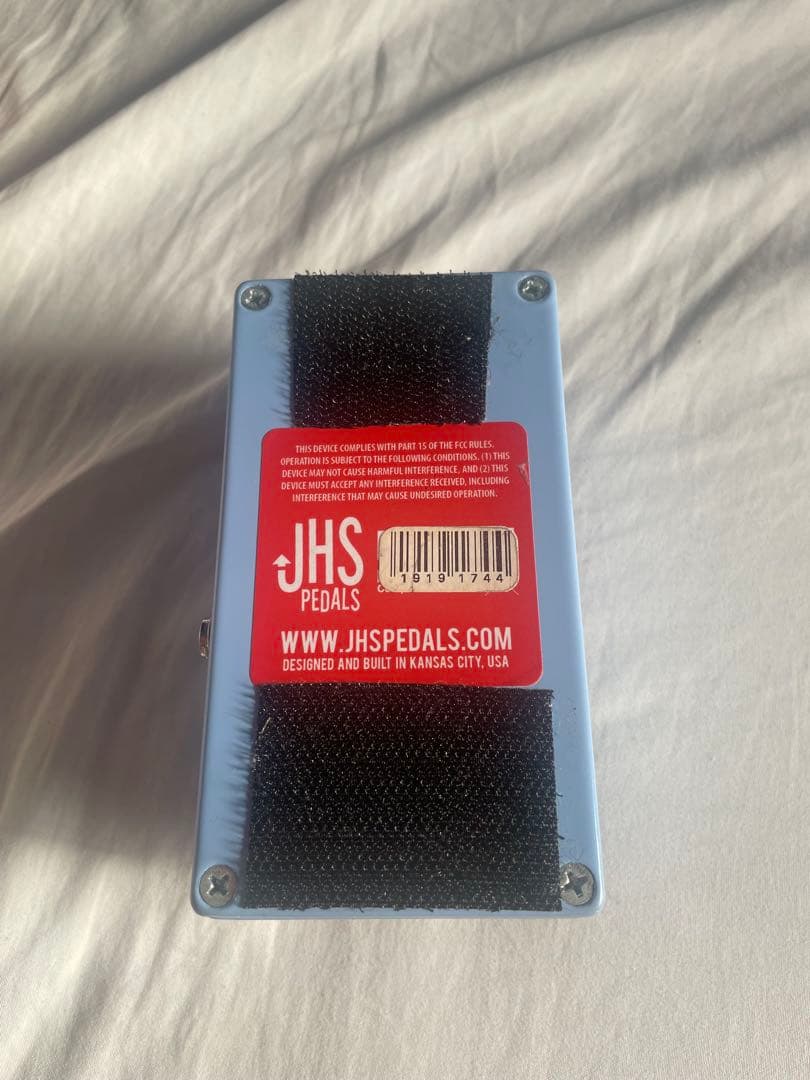 THIS DEVICE COMPLIES WITH PART 15 OF THE FCC RULES.
OPERATION IS SUBJECT TO THE FOLLOWING CONDITIONS. (1) THIS
DEVICE MAY NOT CAUSE HARMFUL INTERFERENCE, AND (2) THIS
DEVICE MUST ACCEPT ANY INTERFERENCE RECEIVED, INCLUDING
INTERFERENCE THAT MAY CAUSE UNDESIRED OPERATION.
JHS
PEDALS
1919 1744
WWW.JHSPEDALS.COM
DESIGNED AND BUILT IN KANSAS CITY, USA